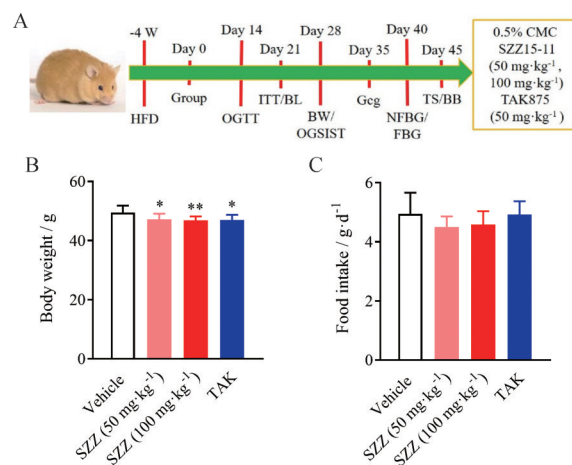 A
-4 W
Day 0
Day 14
Day 21
Day 28
Day 35
Day 40
Day 45
HFD
Group
OGTT
ITT/BL
BW/
OGSIST
Gcg
NFBG/
FBG
TS/BB
0.5% CMC
SZZ15-11
(50 mg·kg⁻¹,
100 mg·kg⁻¹)
TAK875
(50 mg·kg⁻¹)
B
Body weight / g
60
40
20
0
*
**
*
Vehicle
SZZ (50 mg·kg⁻¹)
SZZ (100 mg·kg⁻¹)
TAK
C
Food intake / g·d⁻¹
8
6
4
2
0
Vehicle
SZZ (50 mg·kg⁻¹)
SZZ (100 mg·kg⁻¹)
TAK